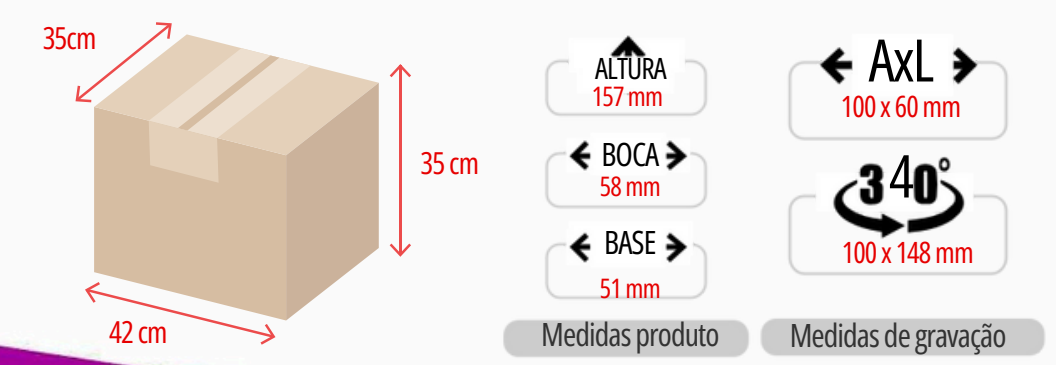 35cm
35 cm
42 cm
ALTURA
157 mm
BOCA
58 mm
BASE
51 mm
Medidas produto
AxL
100 x 60 mm
340°
100 x 148 mm
Medidas de gravação